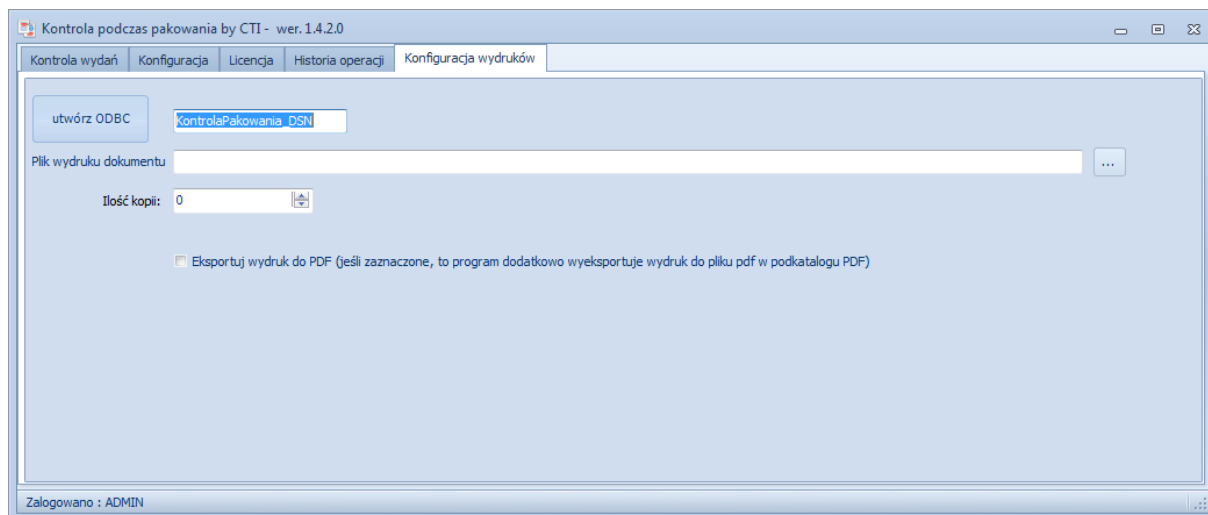 Kontrola podczas pakowania by CTI - wer. 1.4.2.0
Kontrola wydań Konfiguracja Licencja Historia operacji Konfiguracja wydruków
utwórz ODBC KontrolaPakowania_DSN
Plik wydruku dokumentu ...
Ilość kopii: 0
Eksportuj wydruk do PDF (jeśli zaznaczone, to program dodatkowo wyeksportuje wydruk do pliku pdf w podkatalogu PDF)
Zalogowano : ADMIN